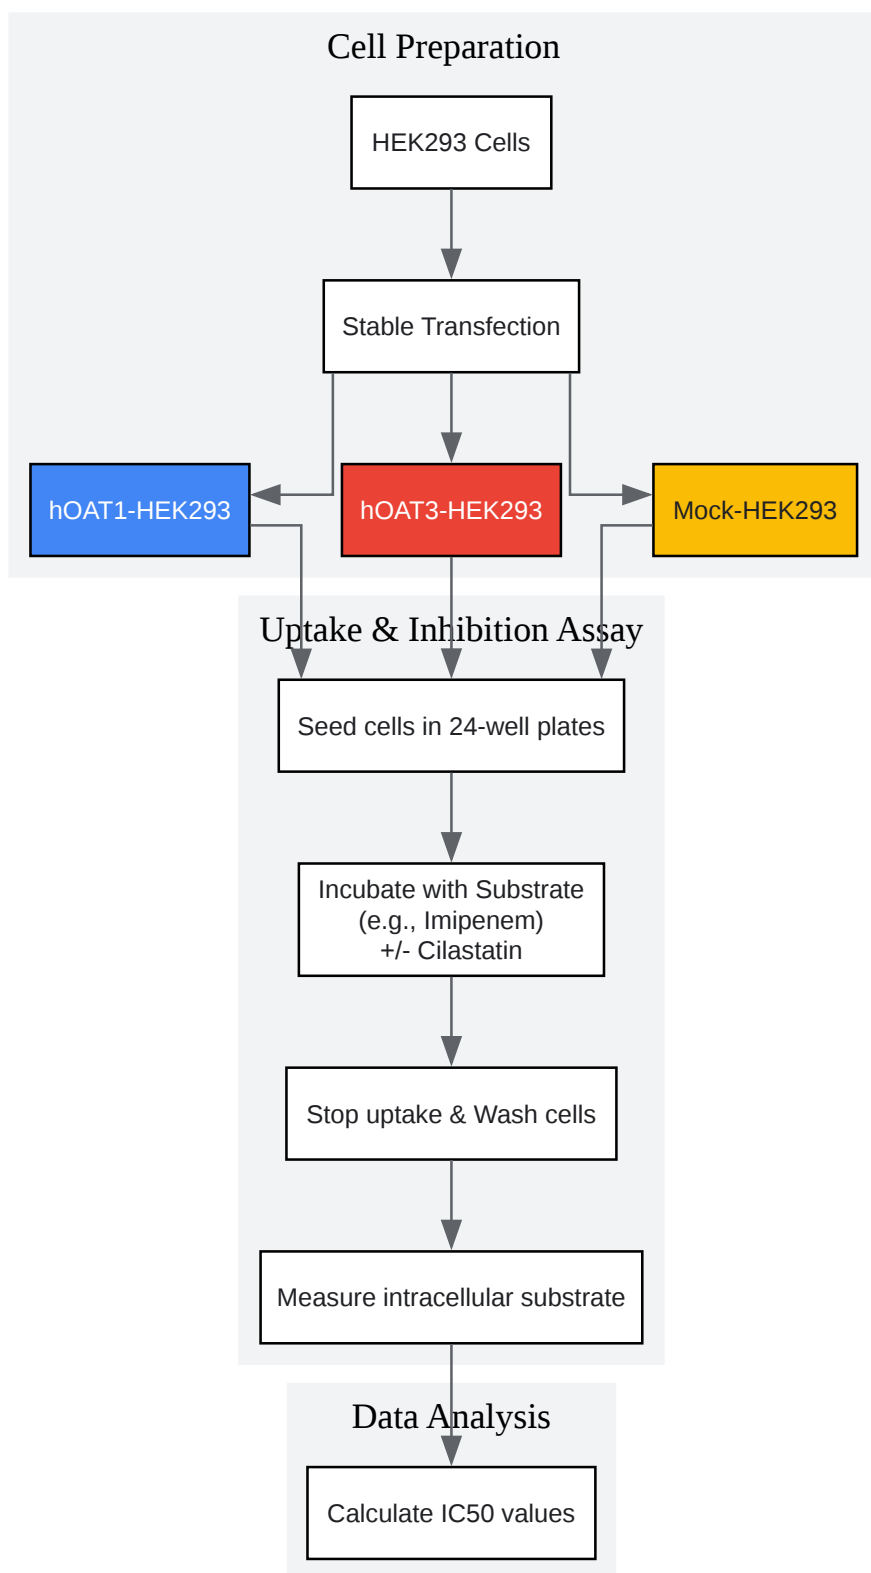 Cell Preparation
HEK293 Cells
Stable Transfection
hOAT1-HEK293
hOAT3-HEK293
Mock-HEK293
Uptake & Inhibition Assay
Seed cells in 24-well plates
Incubate with Substrate
(e.g., Imipenem)
+/- Cilastatin
Stop uptake & Wash cells
Measure intracellular substrate
Data Analysis
Calculate IC50 values